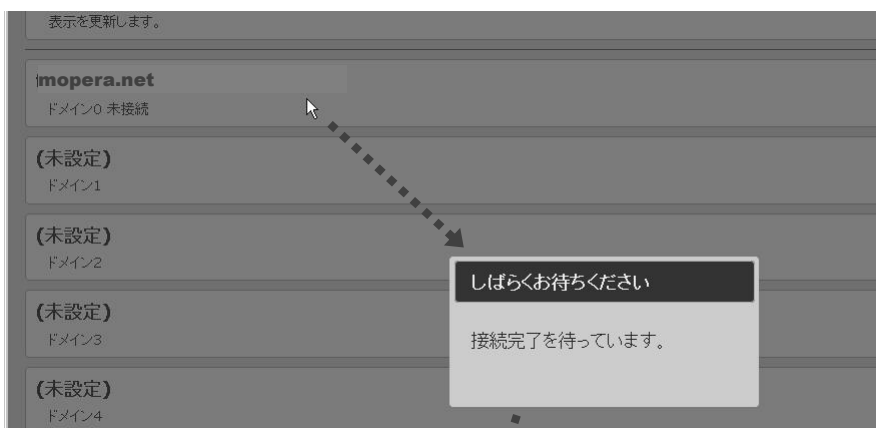 表示を更新します。
mopera.net
ドメイン0 未接続
(未設定)
ドメイン1
(未設定)
ドメイン2
(未設定)
ドメイン3
(未設定)
ドメイン4
しばらくお待ちください
接続完了を待っています。